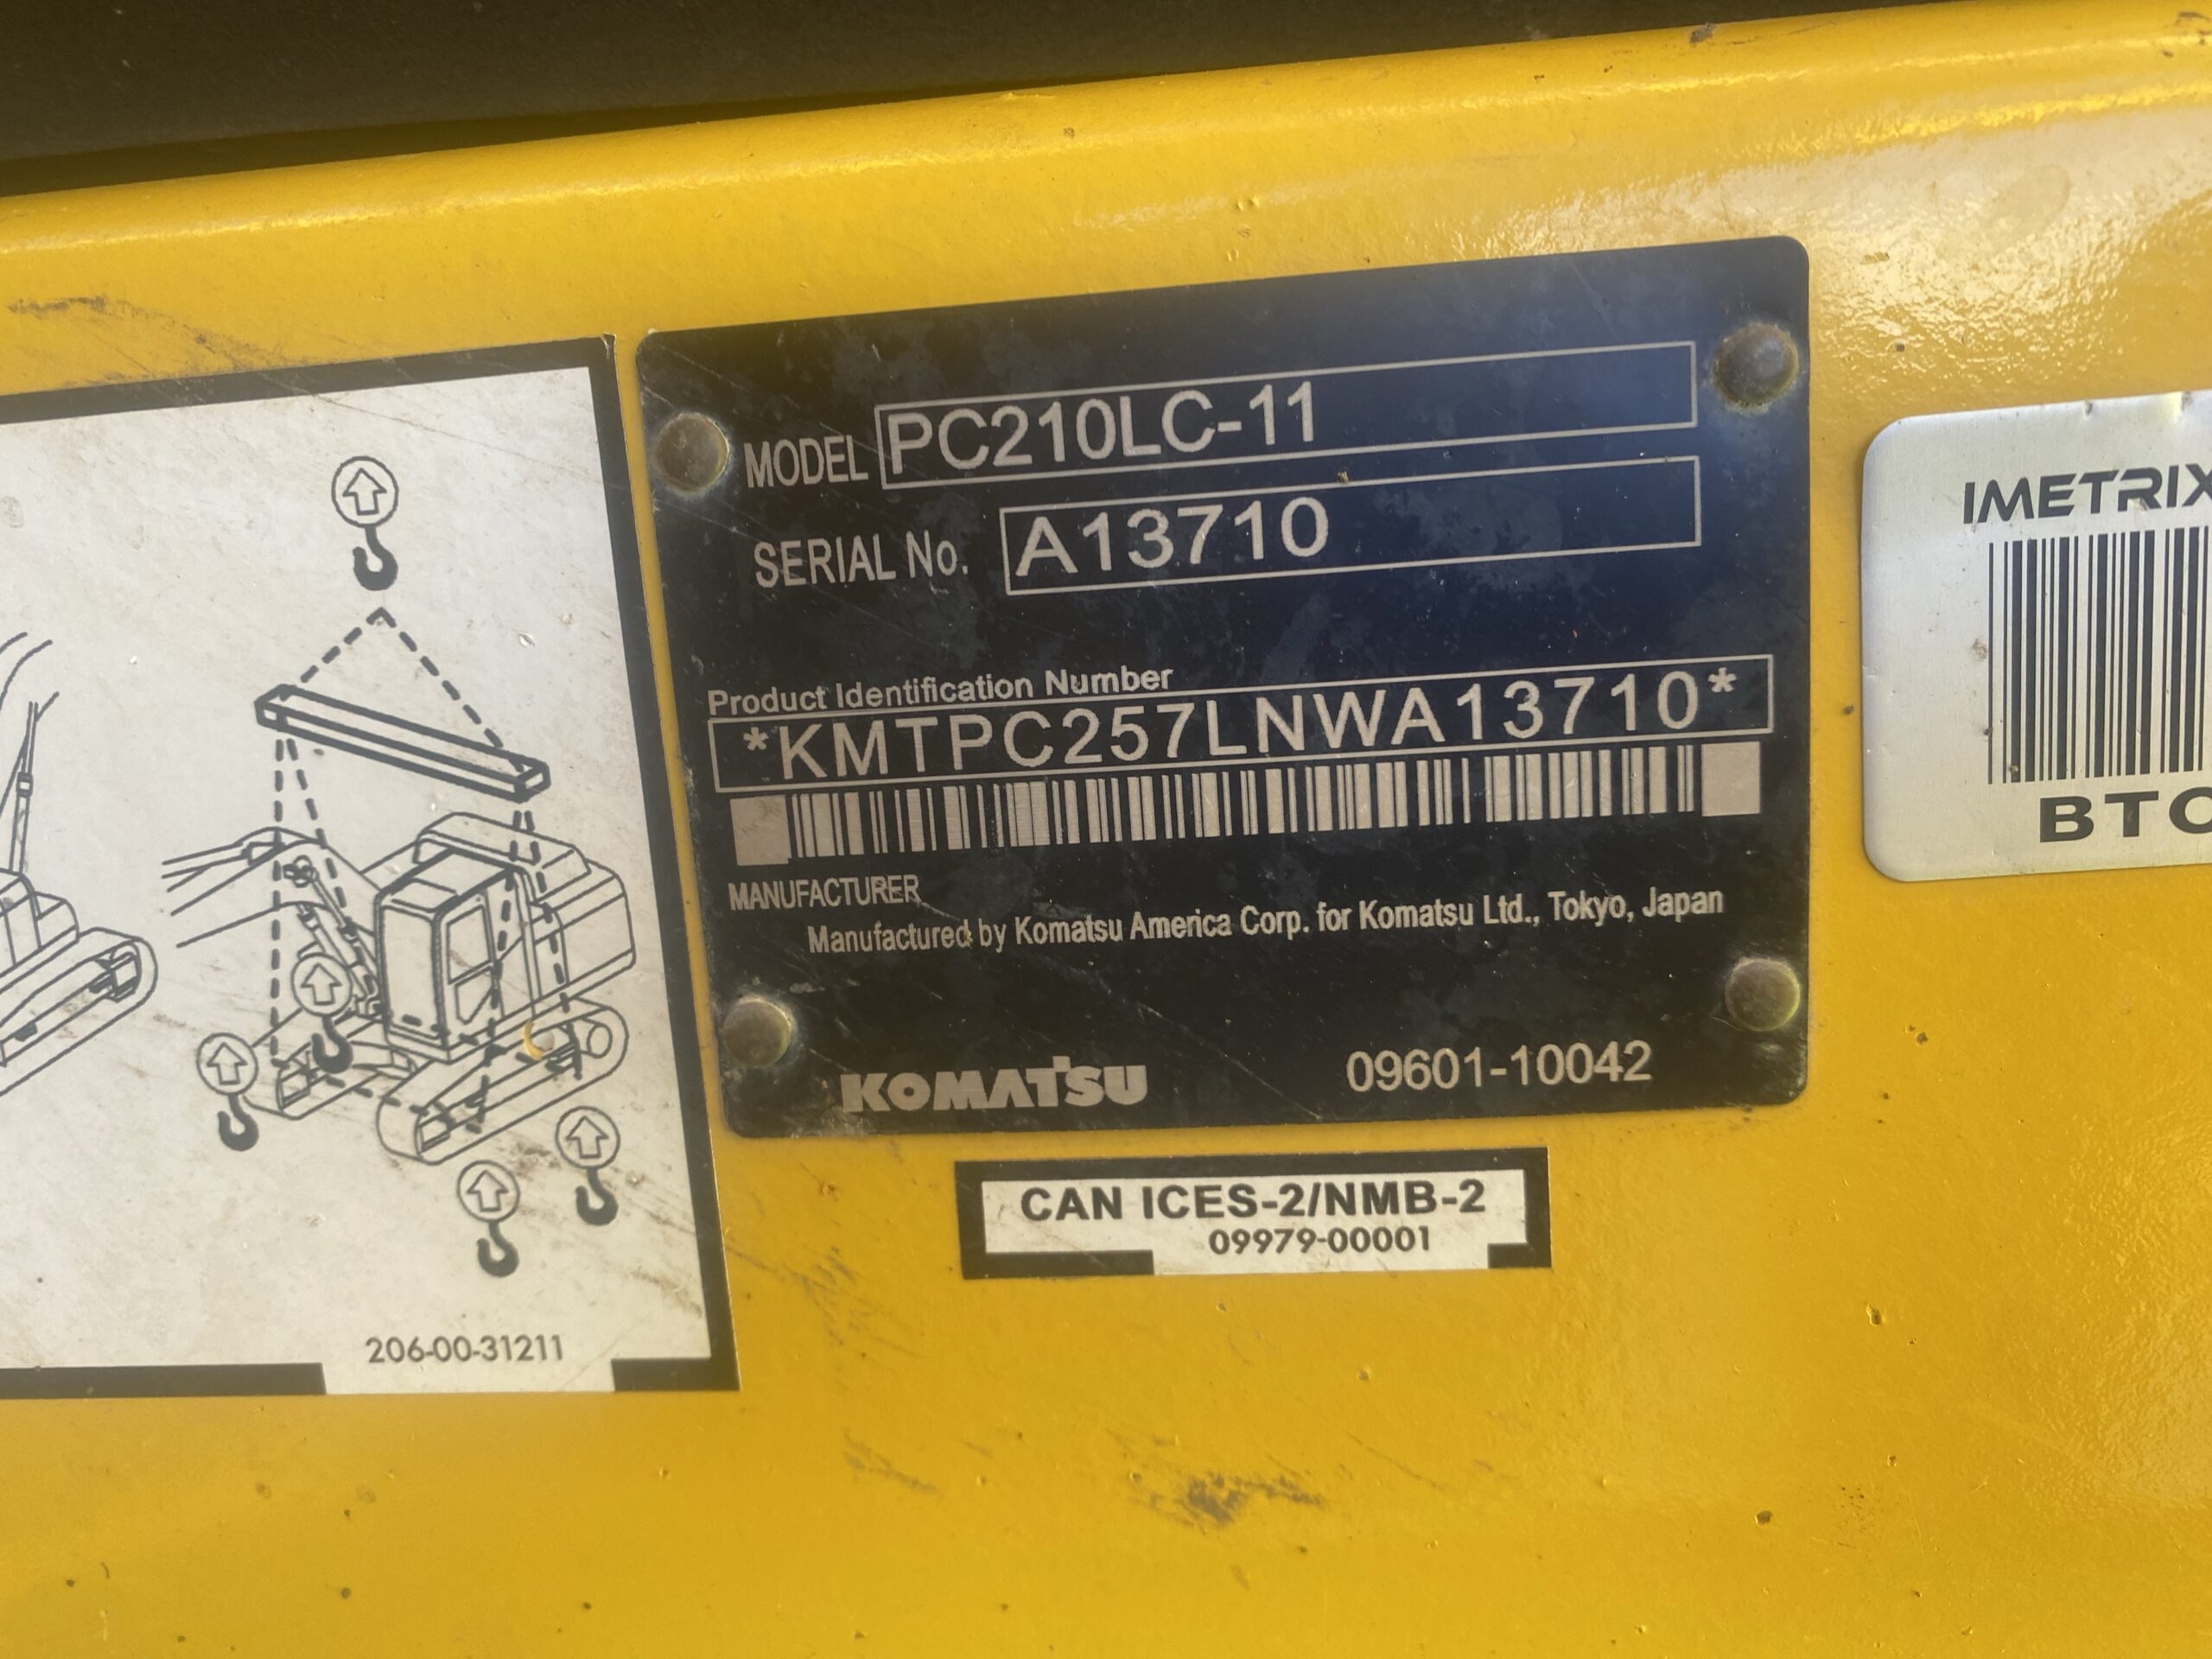 MODEL PC210LC-11
SERIAL No. A13710
Product Identification Number
*KMTPC257LNWA13710*
MANUFACTURER
Manufactured by Komatsu America Corp. for Komatsu Ltd., Tokyo, Japan
KOMATSU 09601-10042
CAN ICES-2/NMB-2
09979-00001
206-00-31211
IMETRIX